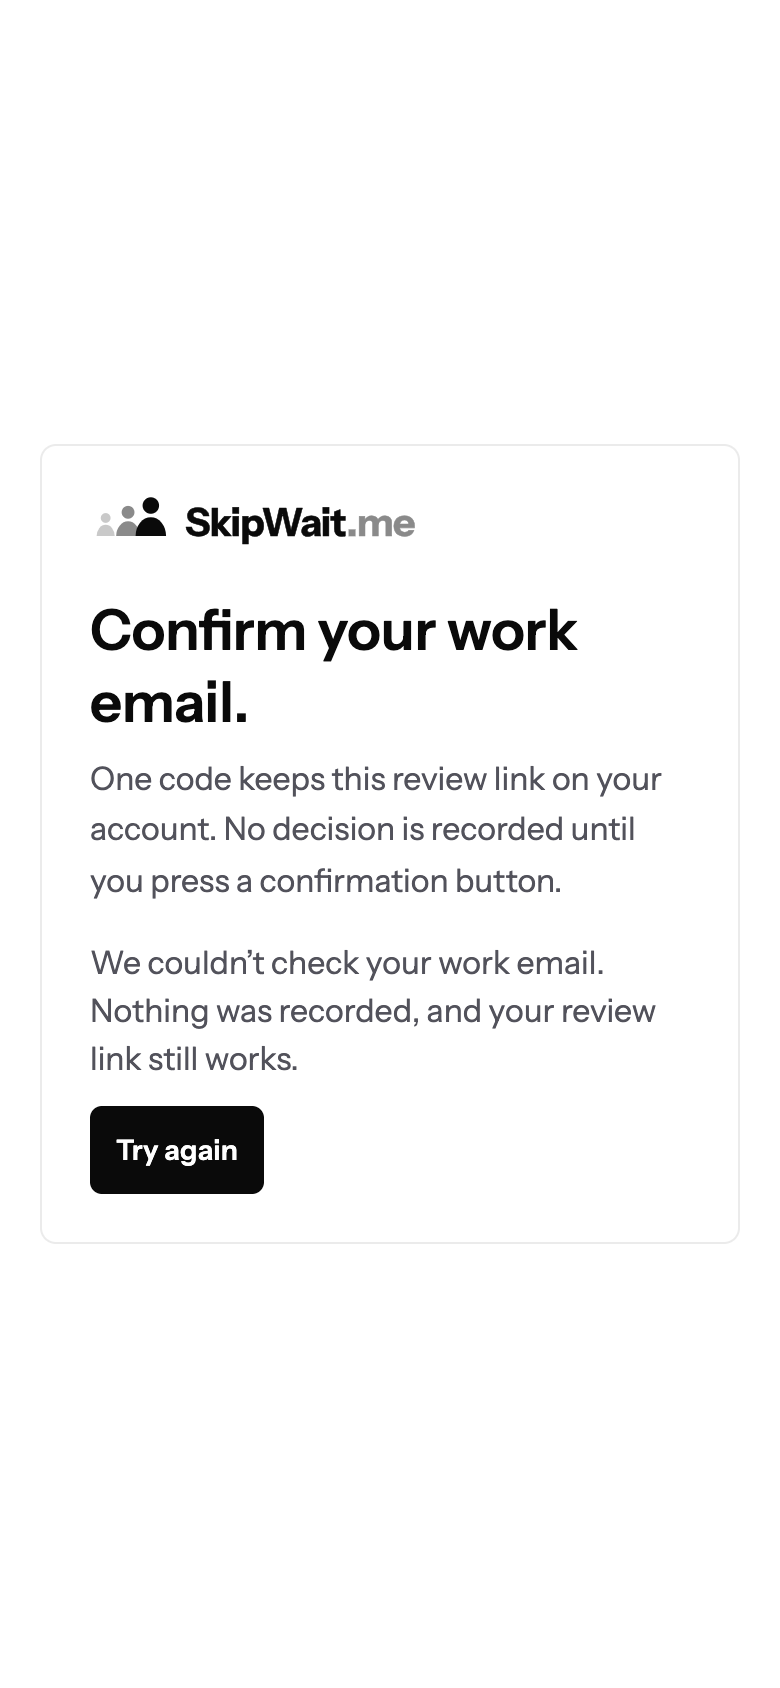 SkipWait.me
Confirm your work
email.
One code keeps this review link on your
account. No decision is recorded until
you press a confirmation button.
We couldn’t check your work email.
Nothing was recorded, and your review
link still works.
Try again